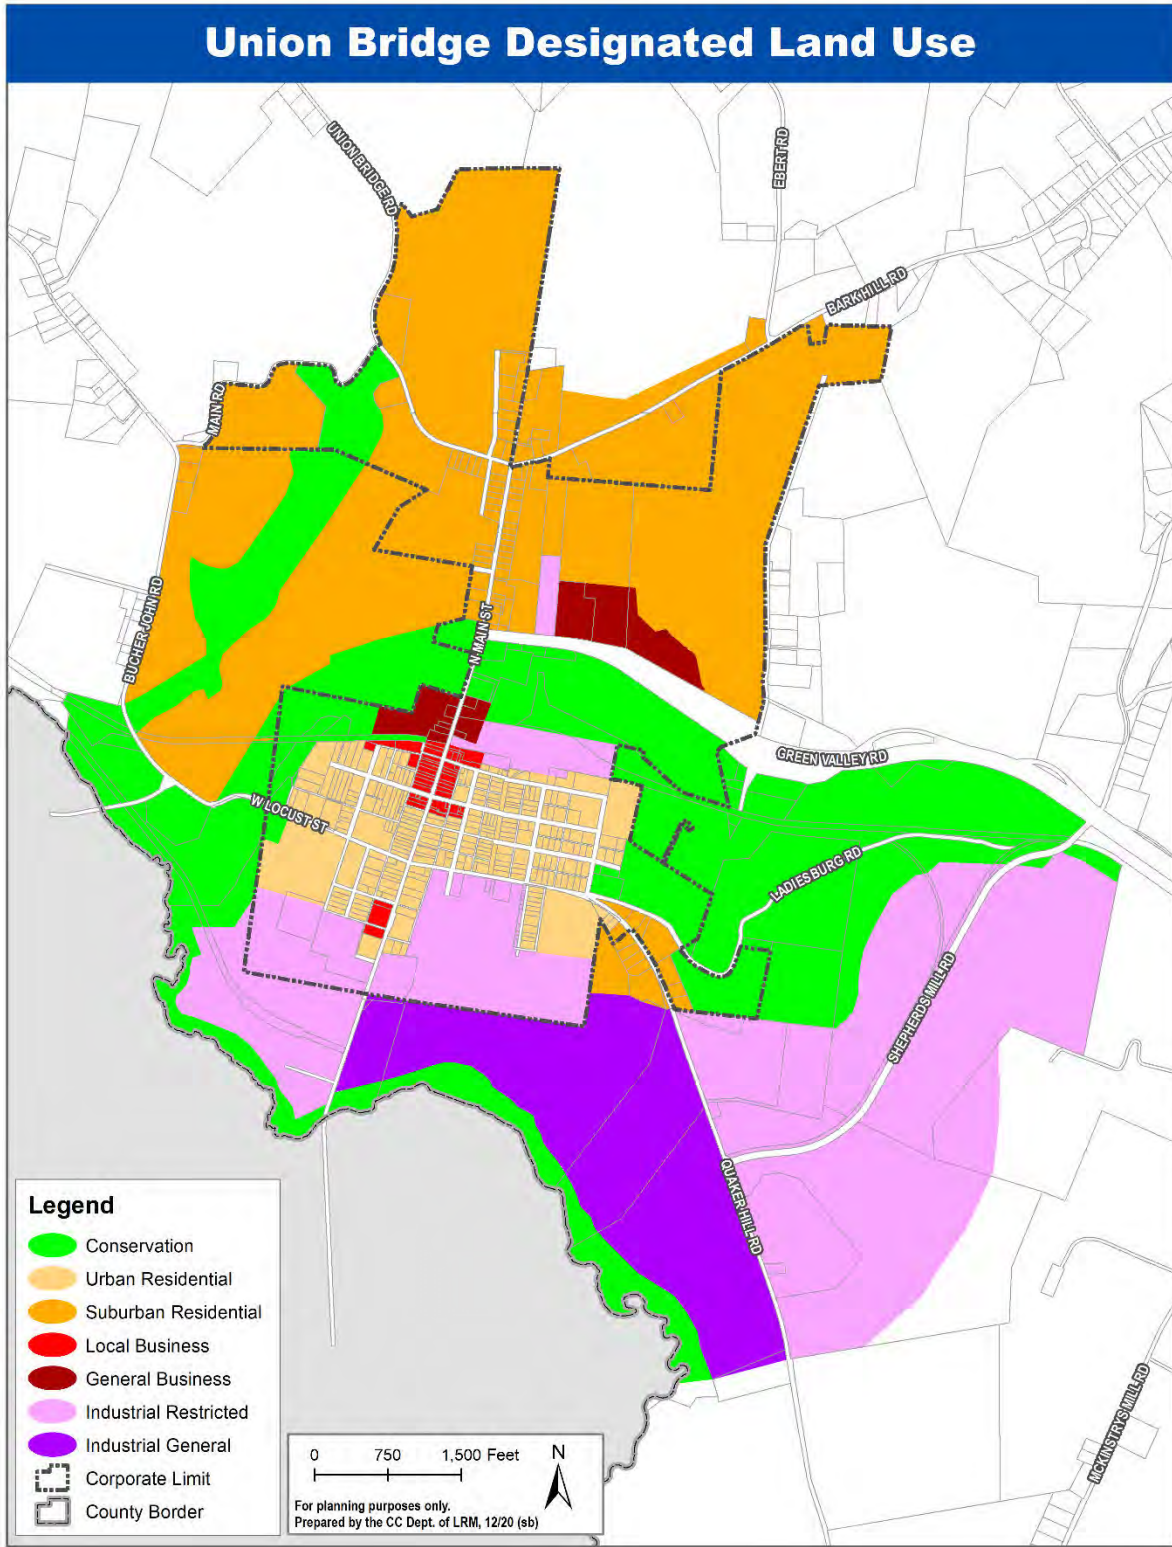 Union Bridge Designated Land Use
UNION BRIDGE RD
EBERT RD
BARK HILL RD
MAIN RD
BUCHER JOHN RD
N MAIN ST
GREEN VALLEY RD
W LOCUST ST
LADIESBURG RD
SHEPHERDS MILL RD
QUAKER HILL RD
MCKINSTRYS MILL RD
Legend
Conservation
Urban Residential
Suburban Residential
Local Business
General Business
Industrial Restricted
Industrial General
Corporate Limit
County Border
0 750 1,500 Feet
N
For planning purposes only.
Prepared by the CC Dept. of LRM, 12/20 (sb)